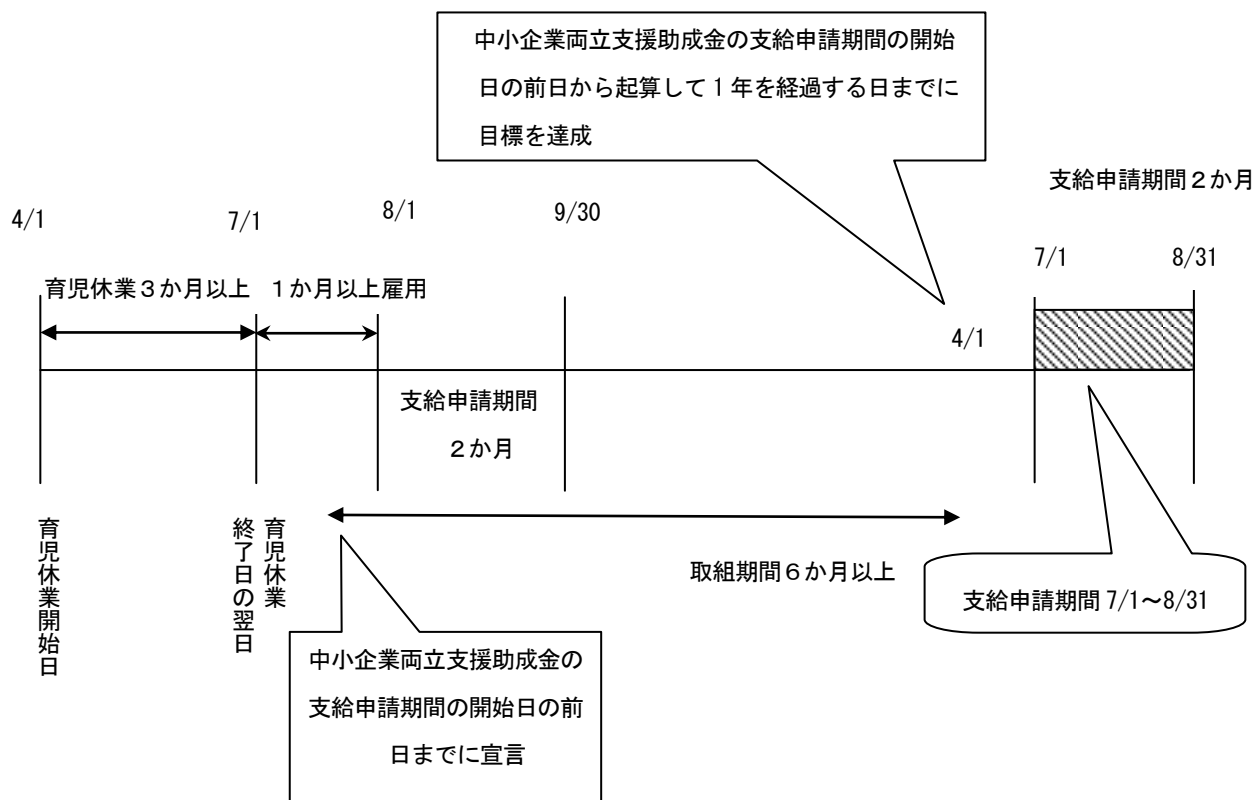 中小企業両立支援助成金の支給申請期間の開始
日の前日から起算して１年を経過する日までに
目標を達成
支給申請期間２か月
4/1
7/1
8/1
9/30
7/1
8/31
育児休業３か月以上
１か月以上雇用
4/1
支給申請期間
２か月
育児休業開始日
育児休業
終了日の翌日
取組期間６か月以上
支給申請期間 7/1～8/31
中小企業両立支援助成金の
支給申請期間の開始日の前
日までに宣言